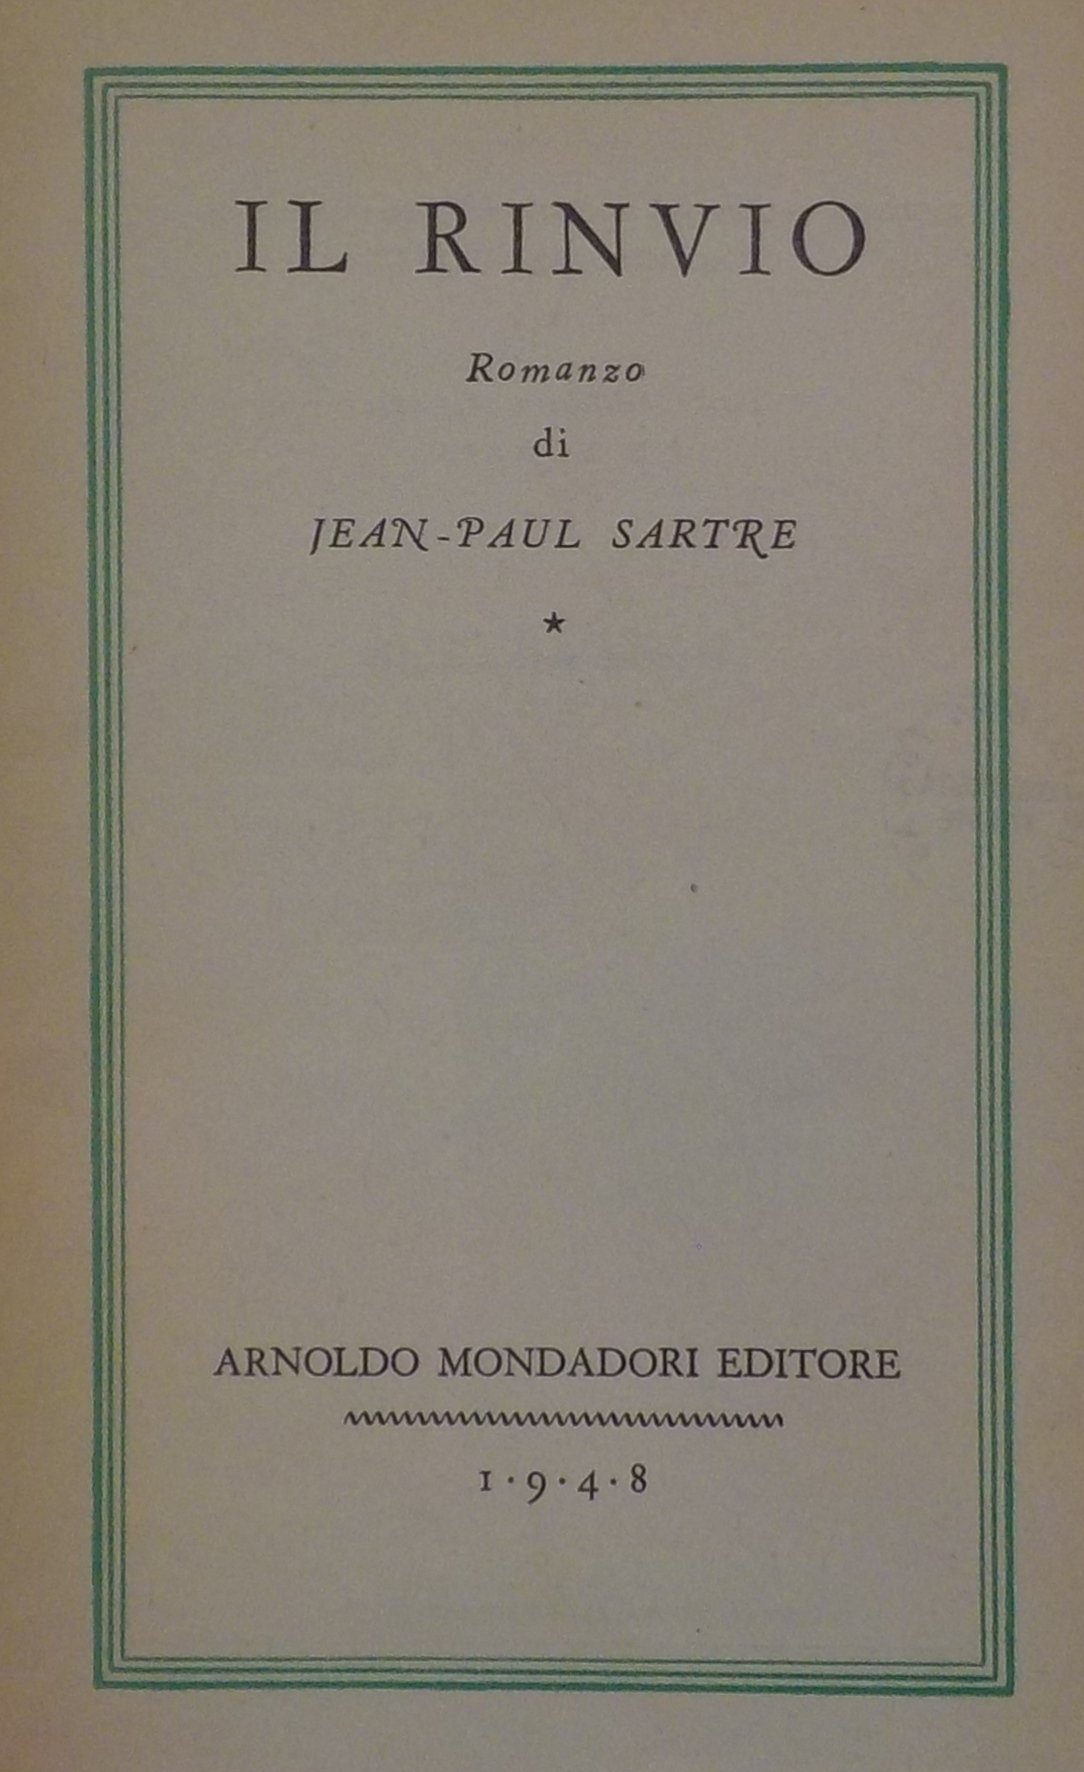 IL RINVIO
Romanzo
di
JEAN-PAUL SARTRE
★
ARNOLDO MONDADORI EDITORE
1·9·4·8